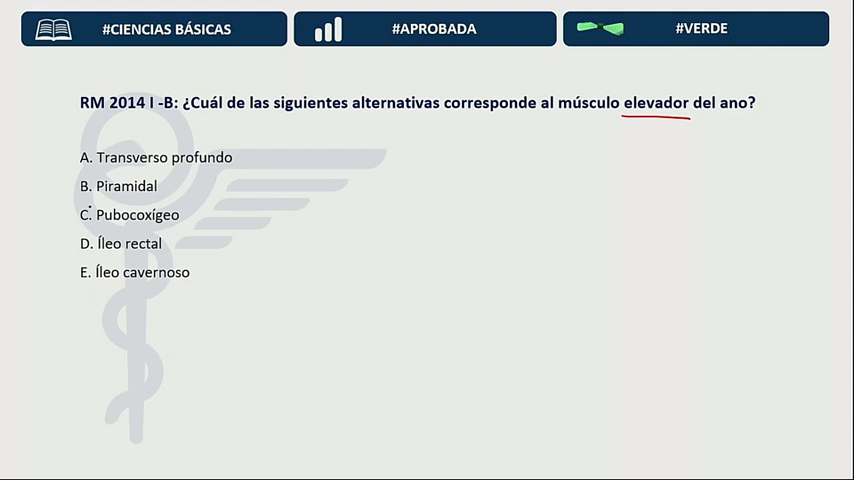 #CIENCIAS BÁSICAS
#APROBADA
#VERDE
RM 2014 I -B: ¿Cuál de las siguientes alternativas corresponde al músculo elevador del ano?
A. Transverso profundo
B. Piramidal
C. Pubocoxígeo
D. Íleo rectal
E. Íleo cavernoso